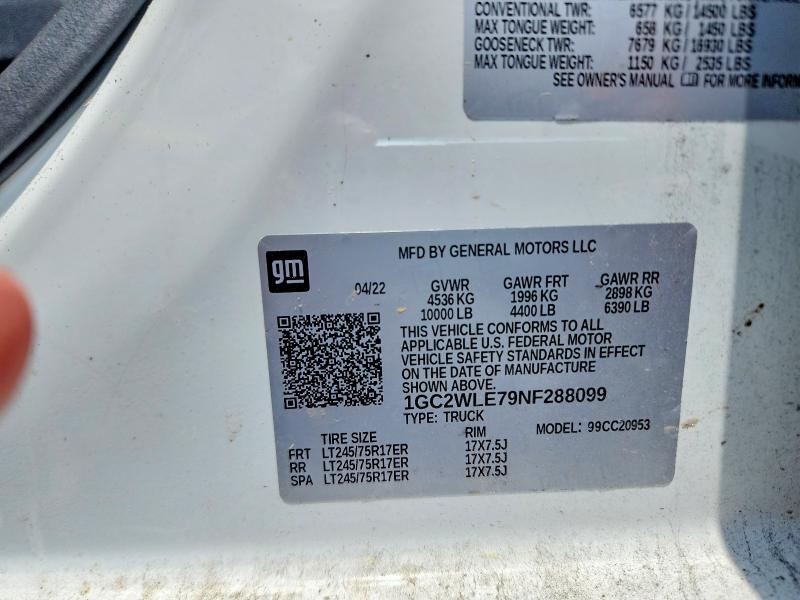 CONVENTIONAL TWR: 6577 KG / 14500 LBS
MAX TONGUE WEIGHT: 658 KG / 1450 LBS
GOOSENECK TWR: 7679 KG / 16930 LBS
MAX TONGUE WEIGHT: 1150 KG / 2535 LBS
SEE OWNER'S MANUAL FOR MORE INFORM
gm
MFD BY GENERAL MOTORS LLC
04/22 GVWR GAWR FRT GAWR RR
4536 KG 1996 KG 2898 KG
10000 LB 4400 LB 6390 LB
THIS VEHICLE CONFORMS TO ALL
APPLICABLE U.S. FEDERAL MOTOR
VEHICLE SAFETY STANDARDS IN EFFECT
ON THE DATE OF MANUFACTURE
SHOWN ABOVE.
1GC2WLE79NF288099
TYPE: TRUCK MODEL: 99CC20953
TIRE SIZE RIM
FRT LT245/75R17ER 17X7.5J
RR LT245/75R17ER 17X7.5J
SPA LT245/75R17ER 17X7.5J